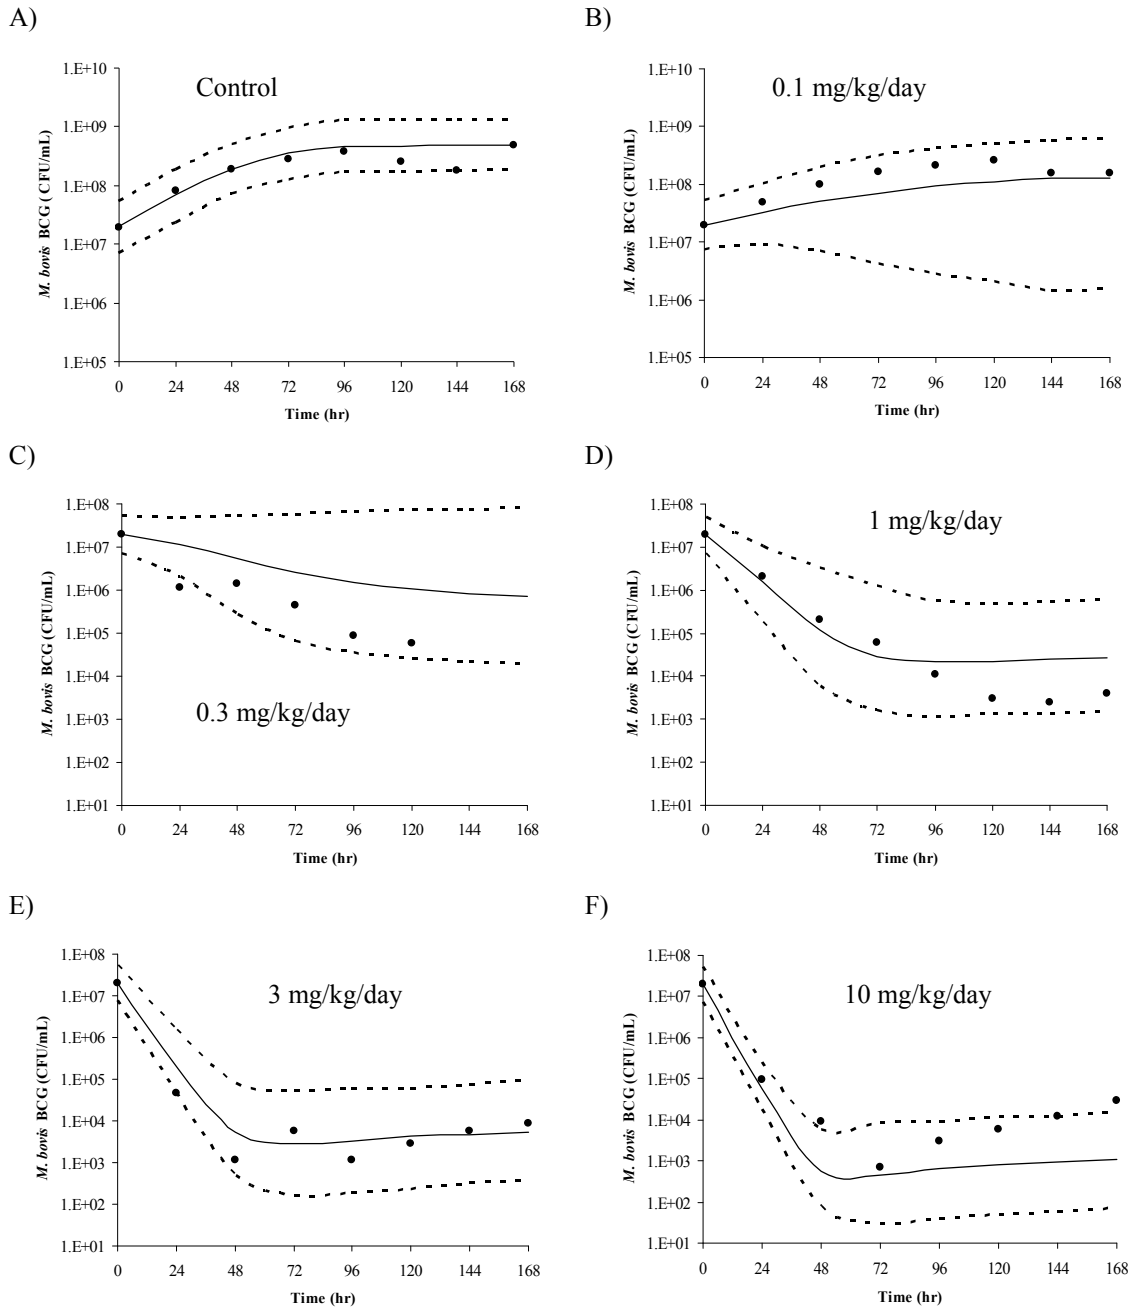 A)
Control
1.E+10
1.E+09
1.E+08
1.E+07
1.E+06
1.E+05
M. bovis BCG (CFU/mL)
0 24 48 72 96 120 144 168
Time (hr)
B)
0.1 mg/kg/day
1.E+10
1.E+09
1.E+08
1.E+07
1.E+06
1.E+05
M. bovis BCG (CFU/mL)
0 24 48 72 96 120 144 168
Time (hr)
C)
0.3 mg/kg/day
1.E+08
1.E+07
1.E+06
1.E+05
1.E+04
1.E+03
1.E+02
1.E+01
M. bovis BCG (CFU/mL)
0 24 48 72 96 120 144 168
Time (hr)
D)
1 mg/kg/day
1.E+08
1.E+07
1.E+06
1.E+05
1.E+04
1.E+03
1.E+02
1.E+01
M. bovis BCG (CFU/mL)
0 24 48 72 96 120 144 168
Time (hr)
E)
3 mg/kg/day
1.E+08
1.E+07
1.E+06
1.E+05
1.E+04
1.E+03
1.E+02
1.E+01
M. bovis BCG (CFU/mL)
0 24 48 72 96 120 144 168
Time (hr)
F)
10 mg/kg/day
1.E+08
1.E+07
1.E+06
1.E+05
1.E+04
1.E+03
1.E+02
1.E+01
M. bovis BCG (CFU/mL)
0 24 48 72 96 120 144 168
Time (hr)